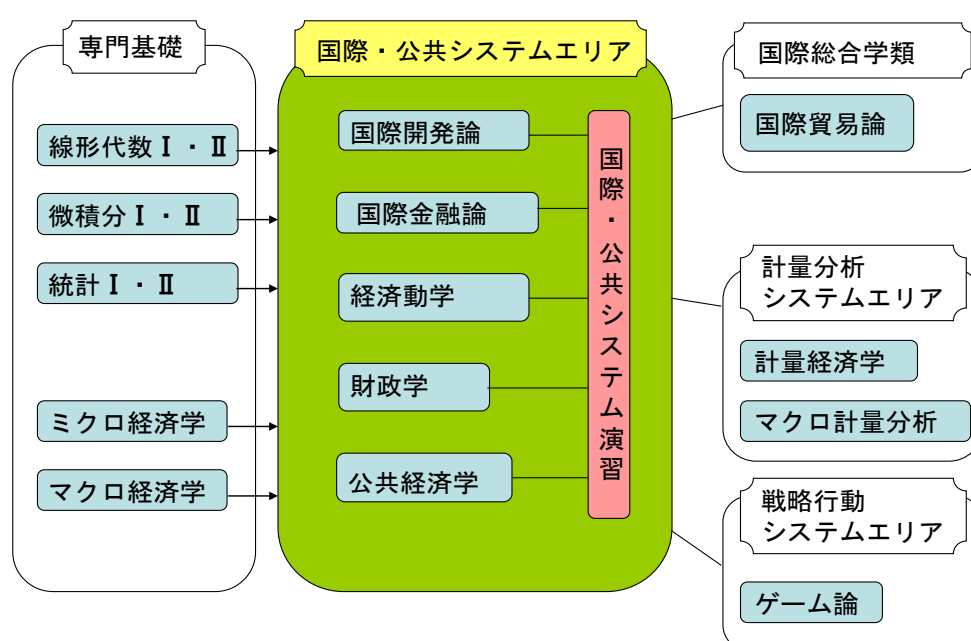 専門基礎
線形代数Ⅰ・Ⅱ
微積分Ⅰ・Ⅱ
統計Ⅰ・Ⅱ
ミクロ経済学
マクロ経済学
国際・公共システムエリア
国際開発論
国際金融論
経済動学
財政学
公共経済学
国際・公共システム演習
国際総合学類
国際貿易論
計量分析
システムエリア
計量経済学
マクロ計量分析
戦略行動
システムエリア
ゲーム論